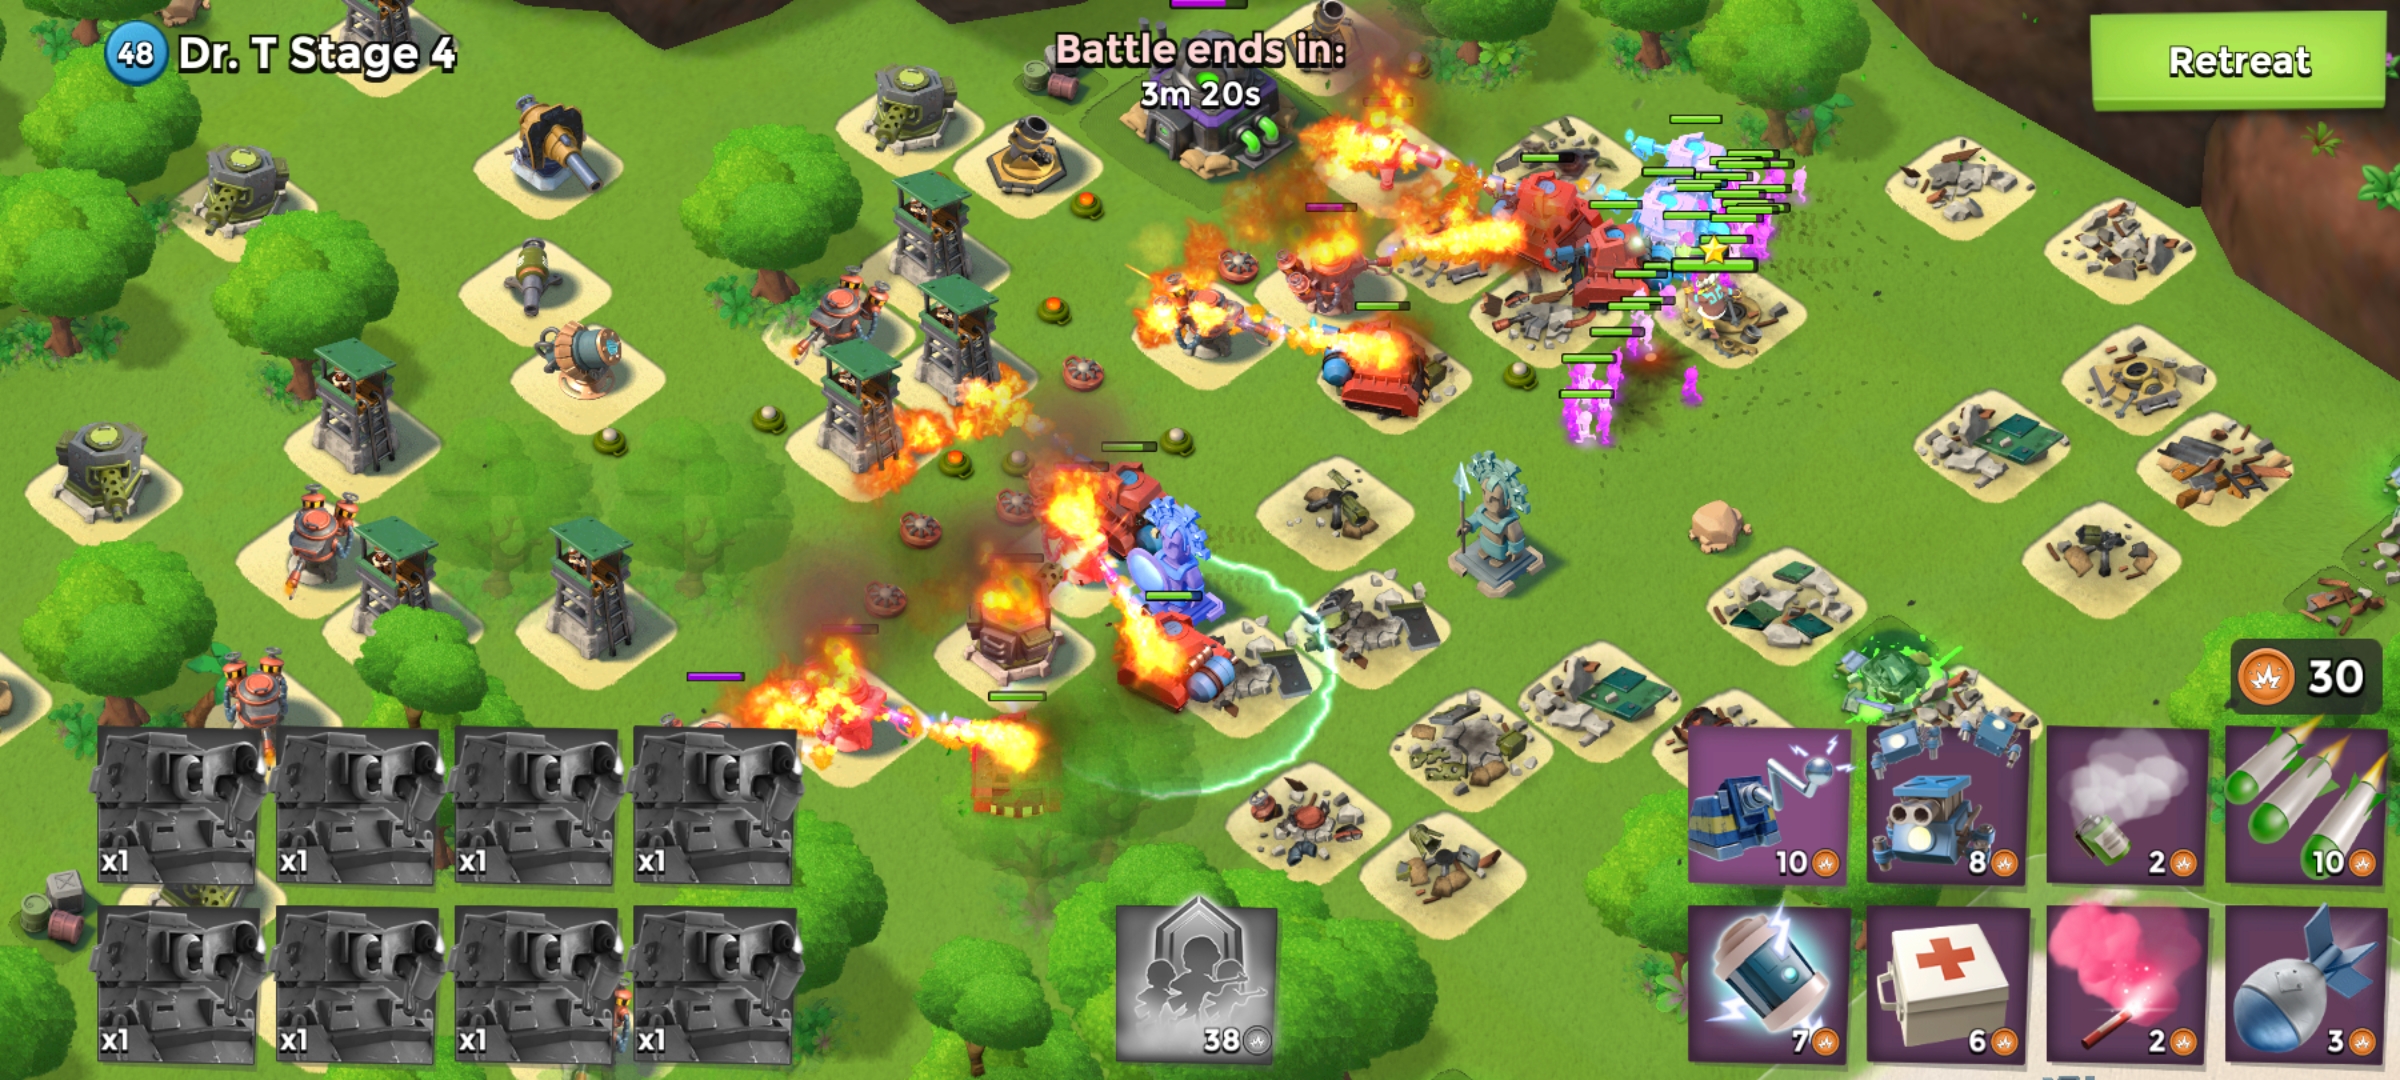 48 Dr. T Stage 4
Battle ends in:
3m 20s
Retreat
30
x1 x1 x1 x1
10 8 2 10
x1 x1 x1 x1
38
7 6 2 3